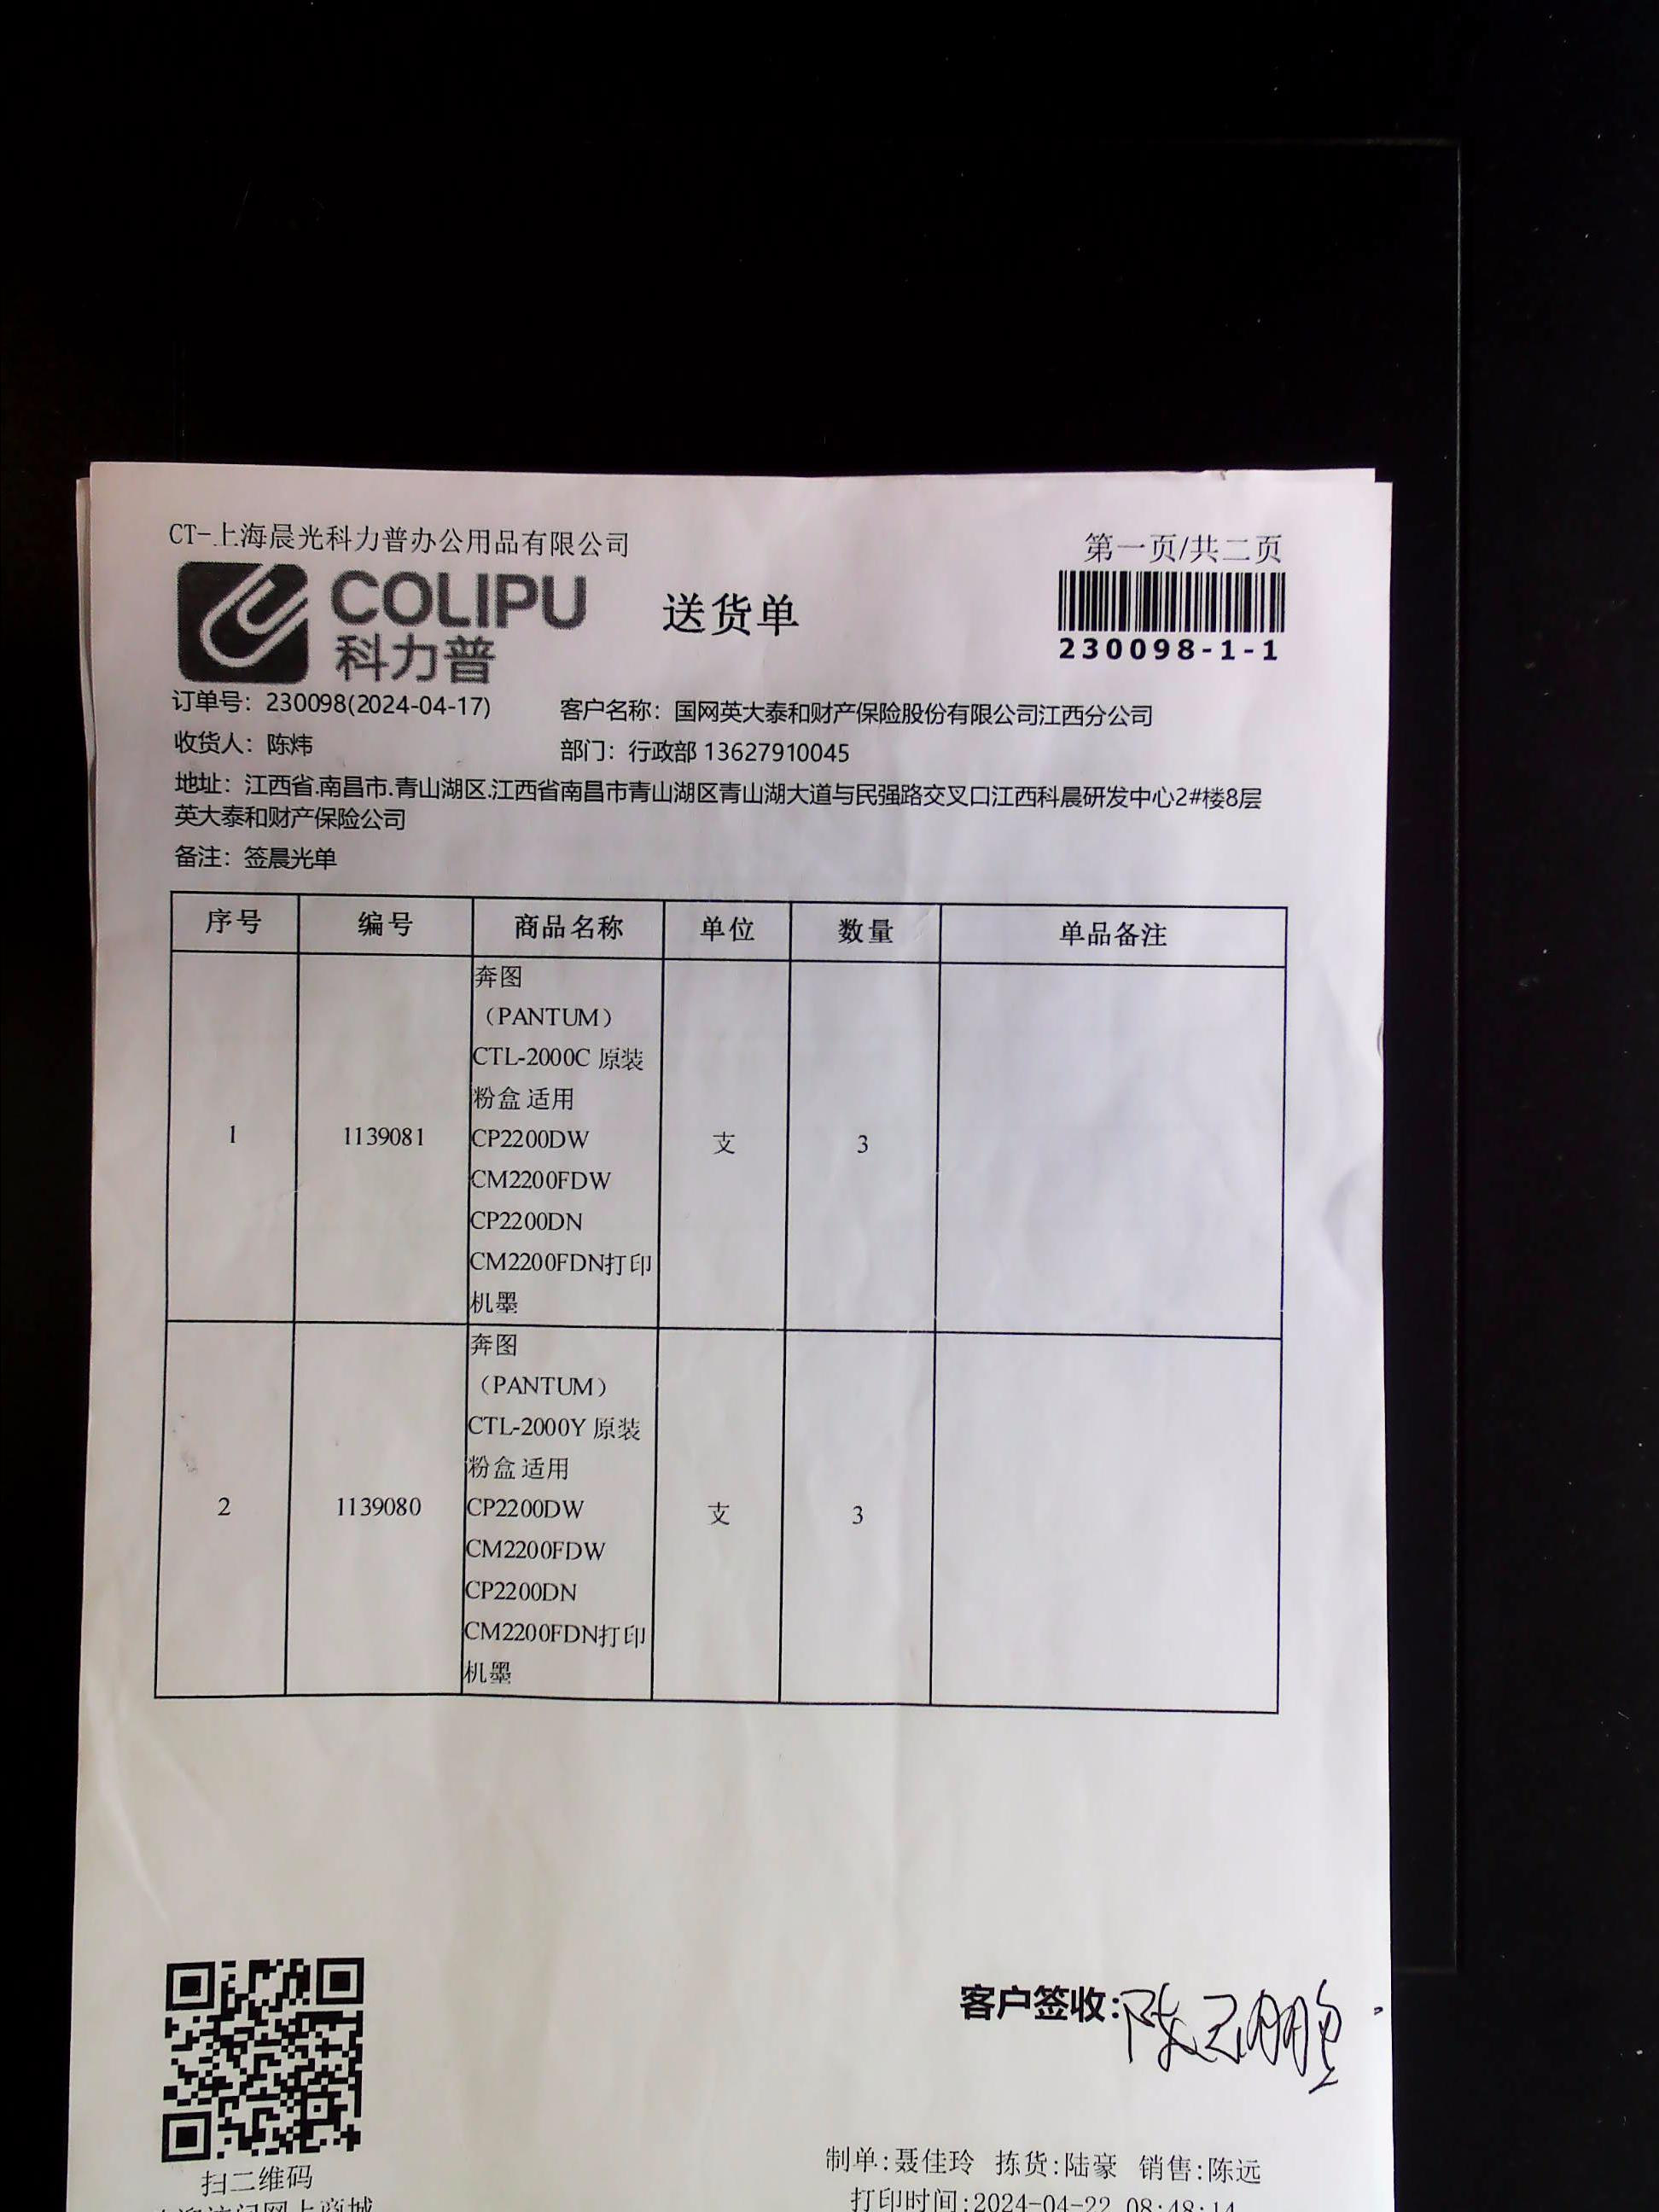 CT-上海晨光科力普办公用品有限公司
第一页/共二页
COLIPU
科力普
送货单
230098-1-1
订单号：230098(2024-04-17)
客户名称：国网英大泰和财产保险股份有限公司江西分公司
收货人：陈炜
部门：行政部 13627910045
地址：江西省.南昌市.青山湖区.江西省南昌市青山湖区青山湖大道与民强路交叉口江西科晨研发中心2#楼8层
英大泰和财产保险公司
备注：签晨光单
序号 编号 商品名称 单位 数量 单品备注
奔图
（PANTUM）
CTL-2000C 原装
粉盒 适用
1 1139081 CP2200DW 支 3
CM2200FDW
CP2200DN
CM2200FDN打印
机墨
奔图
（PANTUM）
CTL-2000Y 原装
粉盒 适用
2 1139080 CP2200DW 支 3
CM2200FDW
CP2200DN
CM2200FDN打印
机墨
客户签收:
扫二维码
制单:聂佳玲 拣货:陆豪 销售:陈远
打印时间:2024-04-22 08:48:14